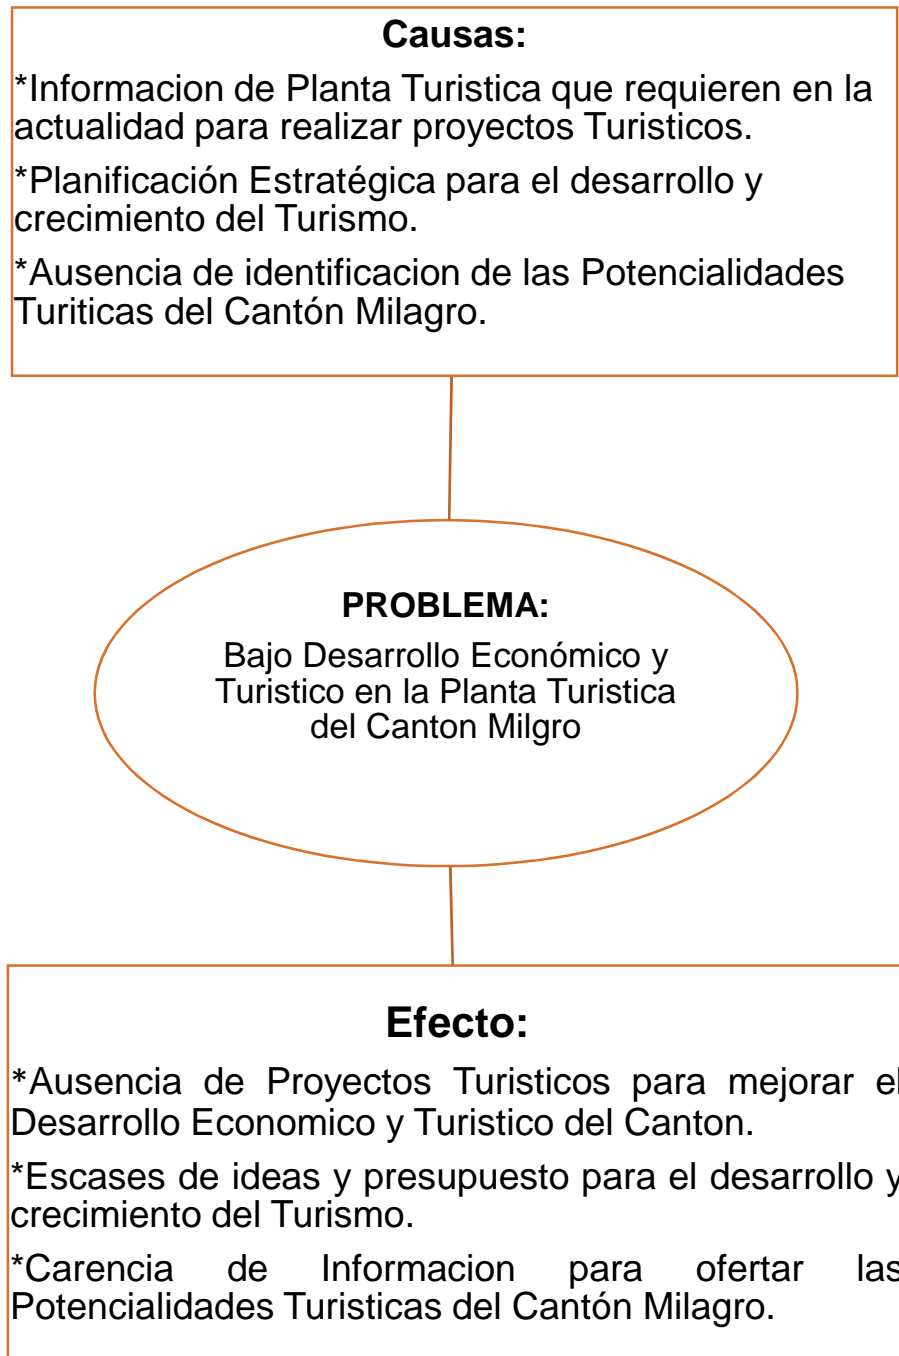 Causas:
*Informacion de Planta Turistica que requieren en la
actualidad para realizar proyectos Turisticos.
*Planificación Estratégica para el desarrollo y
crecimiento del Turismo.
*Ausencia de identificacion de las Potencialidades
Turiticas del Cantón Milagro.
PROBLEMA:
Bajo Desarrollo Económico y
Turistico en la Planta Turistica
del Canton Milgro
Efecto:
*Ausencia de Proyectos Turisticos para mejorar el
Desarrollo Economico y Turistico del Canton.
*Escases de ideas y presupuesto para el desarrollo y
crecimiento del Turismo.
*Carencia de Informacion para ofertar las
Potencialidades Turisticas del Cantón Milagro.